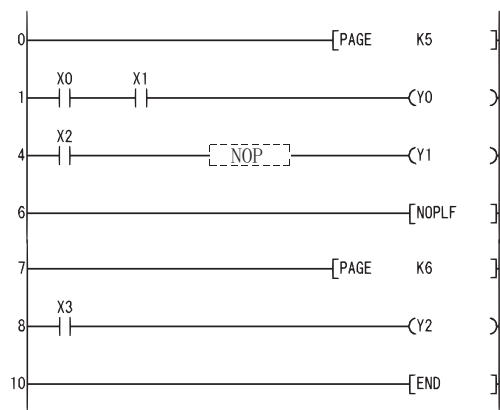 0 [PAGE K5 ]
X0 X1
1 (Y0 )
X2
4 NOP (Y1 )
6 [NOPLF ]
7 [PAGE K6 ]
X3
8 (Y2 )
10 [END ]